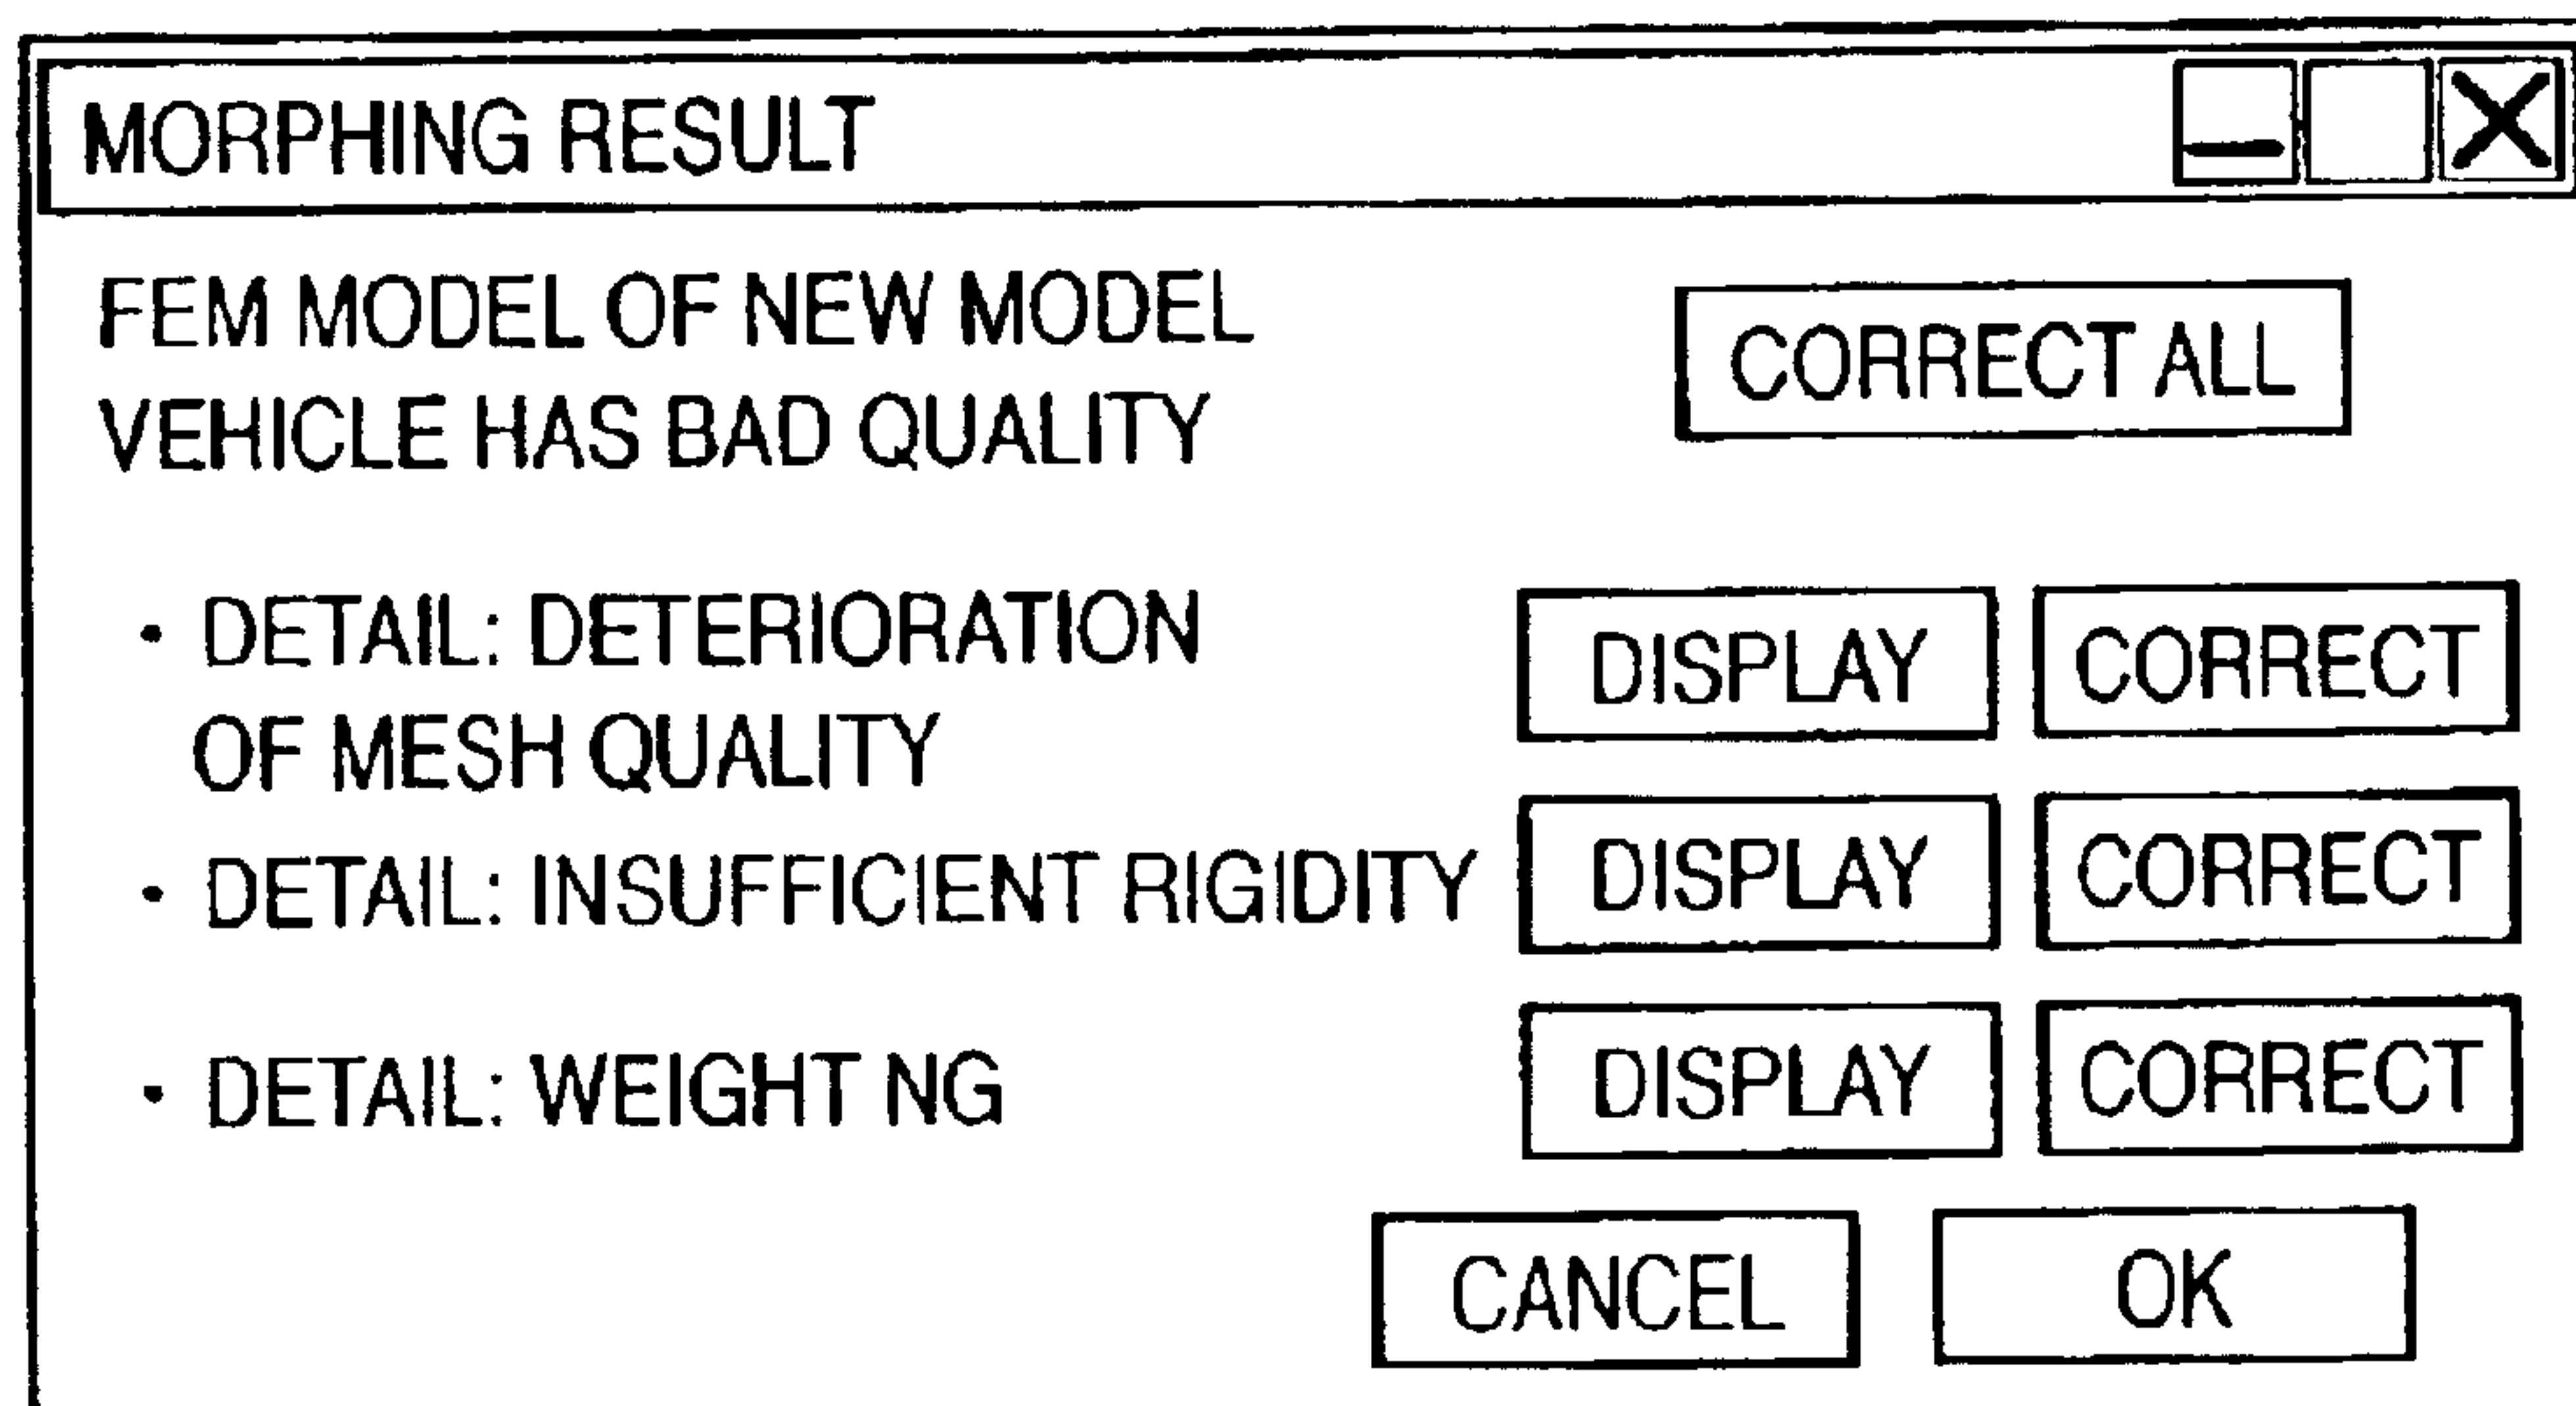 MORPHING RESULT
FEM MODEL OF NEW MODEL
VEHICLE HAS BAD QUALITY
CORRECT ALL
• DETAIL: DETERIORATION
OF MESH QUALITY
DISPLAY CORRECT
• DETAIL: INSUFFICIENT RIGIDITY DISPLAY CORRECT
• DETAIL: WEIGHT NG DISPLAY CORRECT
CANCEL OK